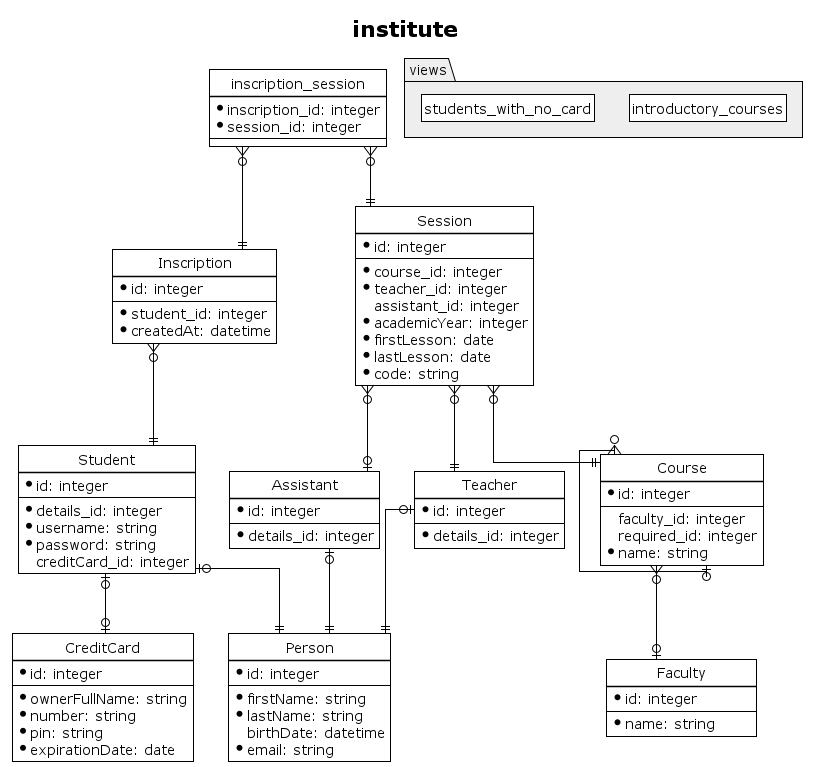 institute
inscription_session
inscription_id: integer
session_id: integer
views
students_with_no_card
introductory_courses
Session
id: integer
course_id: integer
teacher_id: integer
assistant_id: integer
academicYear: integer
firstLesson: date
lastLesson: date
code: string
Inscription
id: integer
student_id: integer
createdAt: datetime
Student
id: integer
details_id: integer
username: string
password: string
creditCard_id: integer
Assistant
id: integer
details_id: integer
Teacher
id: integer
details_id: integer
Course
id: integer
faculty_id: integer
required_id: integer
name: string
CreditCard
id: integer
ownerFullName: string
number: string
pin: string
expirationDate: date
Person
id: integer
firstName: string
lastName: string
birthDate: datetime
email: string
Faculty
id: integer
name: string